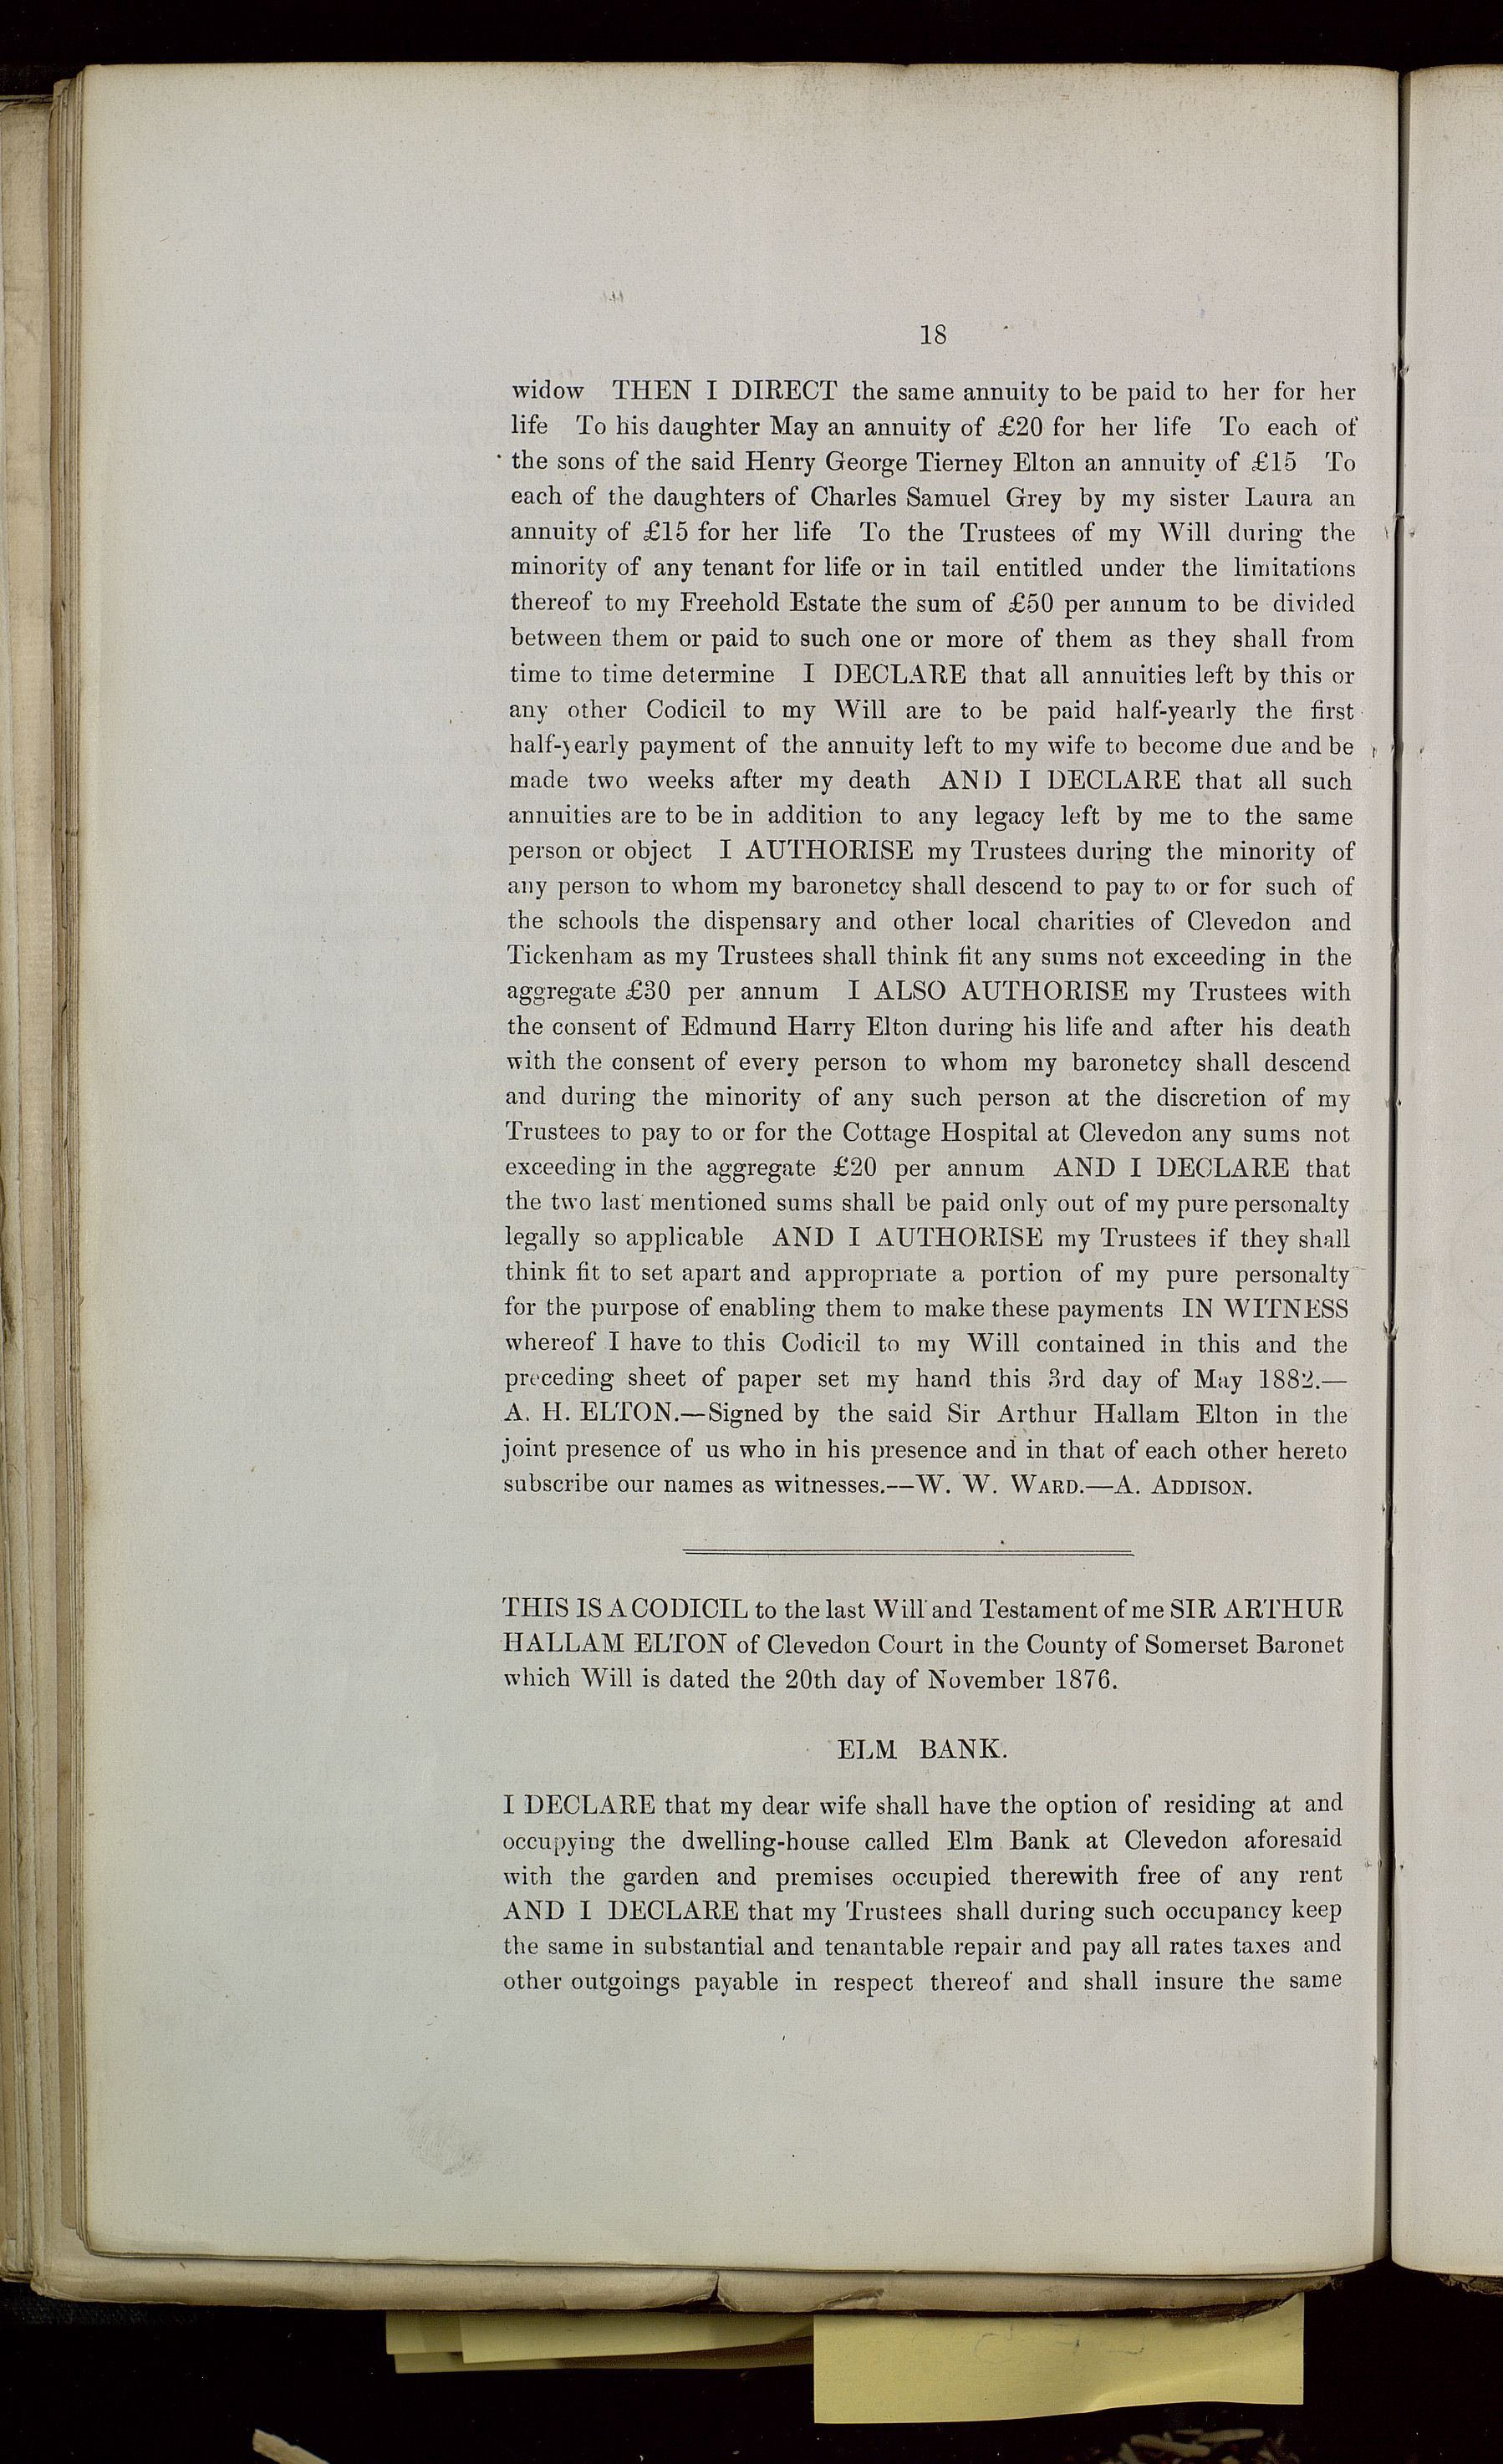 18
widow THEN I DIRECT the same annuity to be paid to her for her
life To his daughter May an annuity of £20 for her life To each of
the sons of the said Henry George Tierney Elton an annuity of £15 To
each of the daughters of Charles Samuel Grey by my sister Laura an
annuity of £15 for her life To the Trustees of my Will during the
minority of any tenant for life or in tail entitled under the limitations
thereof to my Freehold Estate the sum of £50 per annum to be divided
between them or paid to such one or more of them as they shall from
time to time determine I DECLARE that all annuities left by this or
any other Codicil to my Will are to be paid half-yearly the first
half-yearly payment of the annuity left to my wife to become due and be
made two weeks after my death AND I DECLARE that all such
annuities are to be in addition to any legacy left by me to the same
person or object I AUTHORISE my Trustees during the minority of
any person to whom my baronetcy shall descend to pay to or for such of
the schools the dispensary and other local charities of Clevedon and
Tickenham as my Trustees shall think fit any sums not exceeding in the
aggregate £30 per annum I ALSO AUTHORISE my Trustees with
the consent of Edmund Harry Elton during his life and after his death
with the consent of every person to whom my baronetcy shall descend
and during the minority of any such person at the discretion of my
Trustees to pay to or for the Cottage Hospital at Clevedon any sums not
exceeding in the aggregate £20 per annum AND I DECLARE that
the two last mentioned sums shall be paid only out of my pure personalty
legally so applicable AND I AUTHORISE my Trustees if they shall
think fit to set apart and appropriate a portion of my pure personalty
for the purpose of enabling them to make these payments IN WITNESS
whereof I have to this Codicil to my Will contained in this and the
preceding sheet of paper set my hand this 3rd day of May 1882.—
A. H. ELTON.—Signed by the said Sir Arthur Hallam Elton in the
joint presence of us who in his presence and in that of each other hereto
subscribe our names as witnesses.—W. W. WARD.—A. ADDISON.
THIS IS A CODICIL to the last Will and Testament of me SIR ARTHUR
HALLAM ELTON of Clevedon Court in the County of Somerset Baronet
which Will is dated the 20th day of November 1876.
ELM BANK.
I DECLARE that my dear wife shall have the option of residing at and
occupying the dwelling-house called Elm Bank at Clevedon aforesaid
with the garden and premises occupied therewith free of any rent
AND I DECLARE that my Trustees shall during such occupancy keep
the same in substantial and tenantable repair and pay all rates taxes and
other outgoings payable in respect thereof and shall insure the same